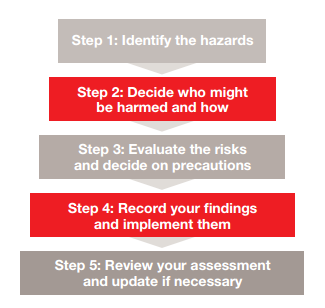 Step 1: Identify the hazards
Step 2: Decide who might
be harmed and how
Step 3: Evaluate the risks
and decide on precautions
Step 4: Record your findings
and implement them
Step 5: Review your assessment
and update if necessary